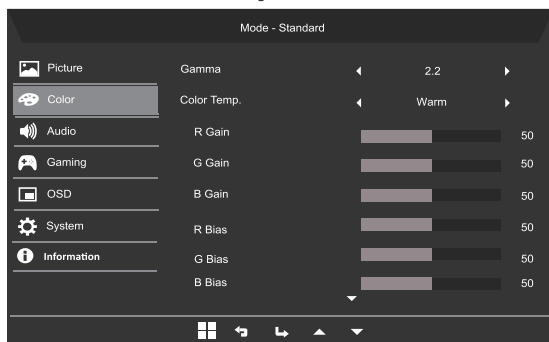 Mode - Standard
Picture
Color
Audio
Gaming
OSD
System
Information
Gamma 2.2
Color Temp. Warm
R Gain 50
G Gain 50
B Gain 50
R Bias 50
G Bias 50
B Bias 50